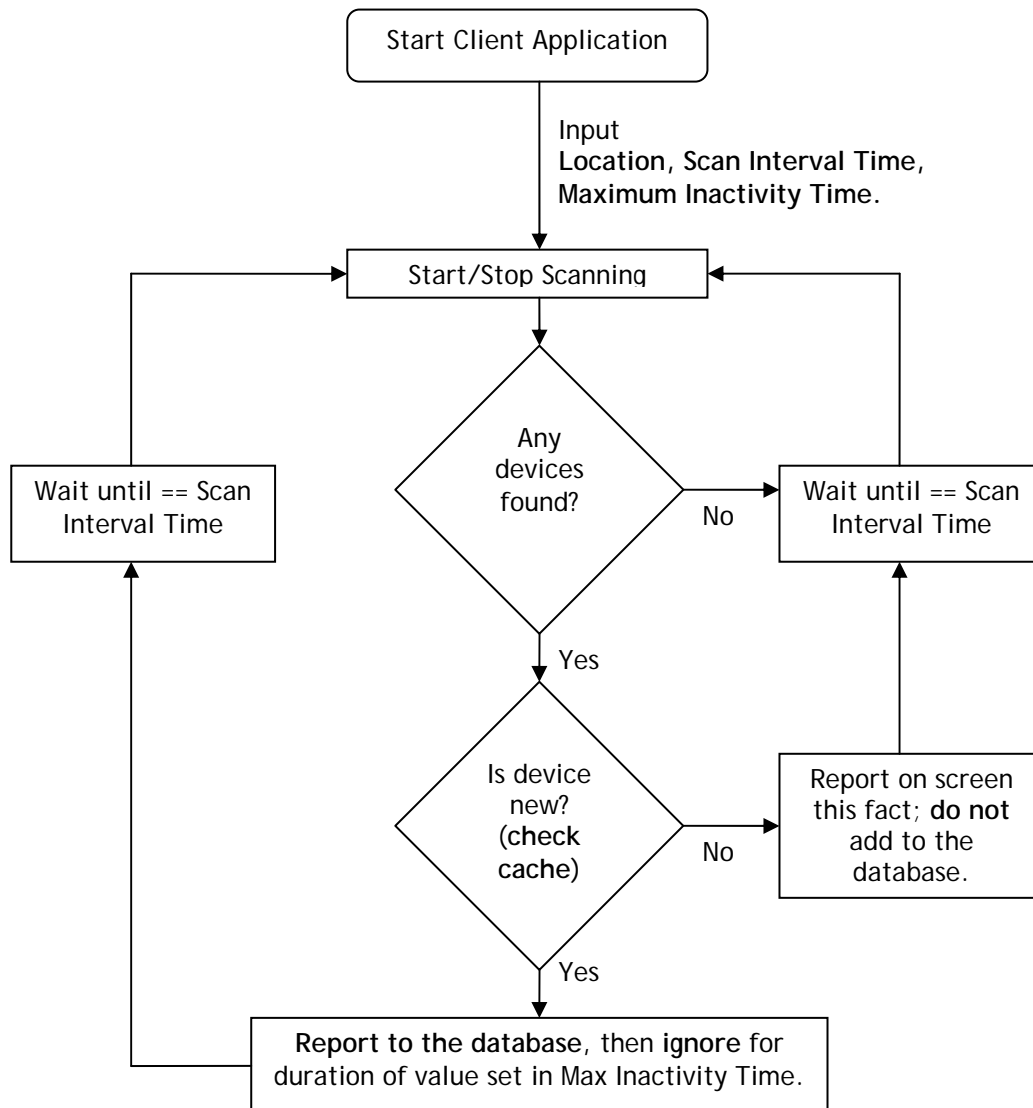 Start Client Application
Input
Location, Scan Interval Time,
Maximum Inactivity Time.
Start/Stop Scanning
Any
devices
found?
No
Wait until == Scan
Interval Time
Wait until == Scan
Interval Time
Yes
Is device
new?
(check
cache)
No
Report on screen
this fact; do not
add to the
database.
Yes
Report to the database, then ignore for
duration of value set in Max Inactivity Time.